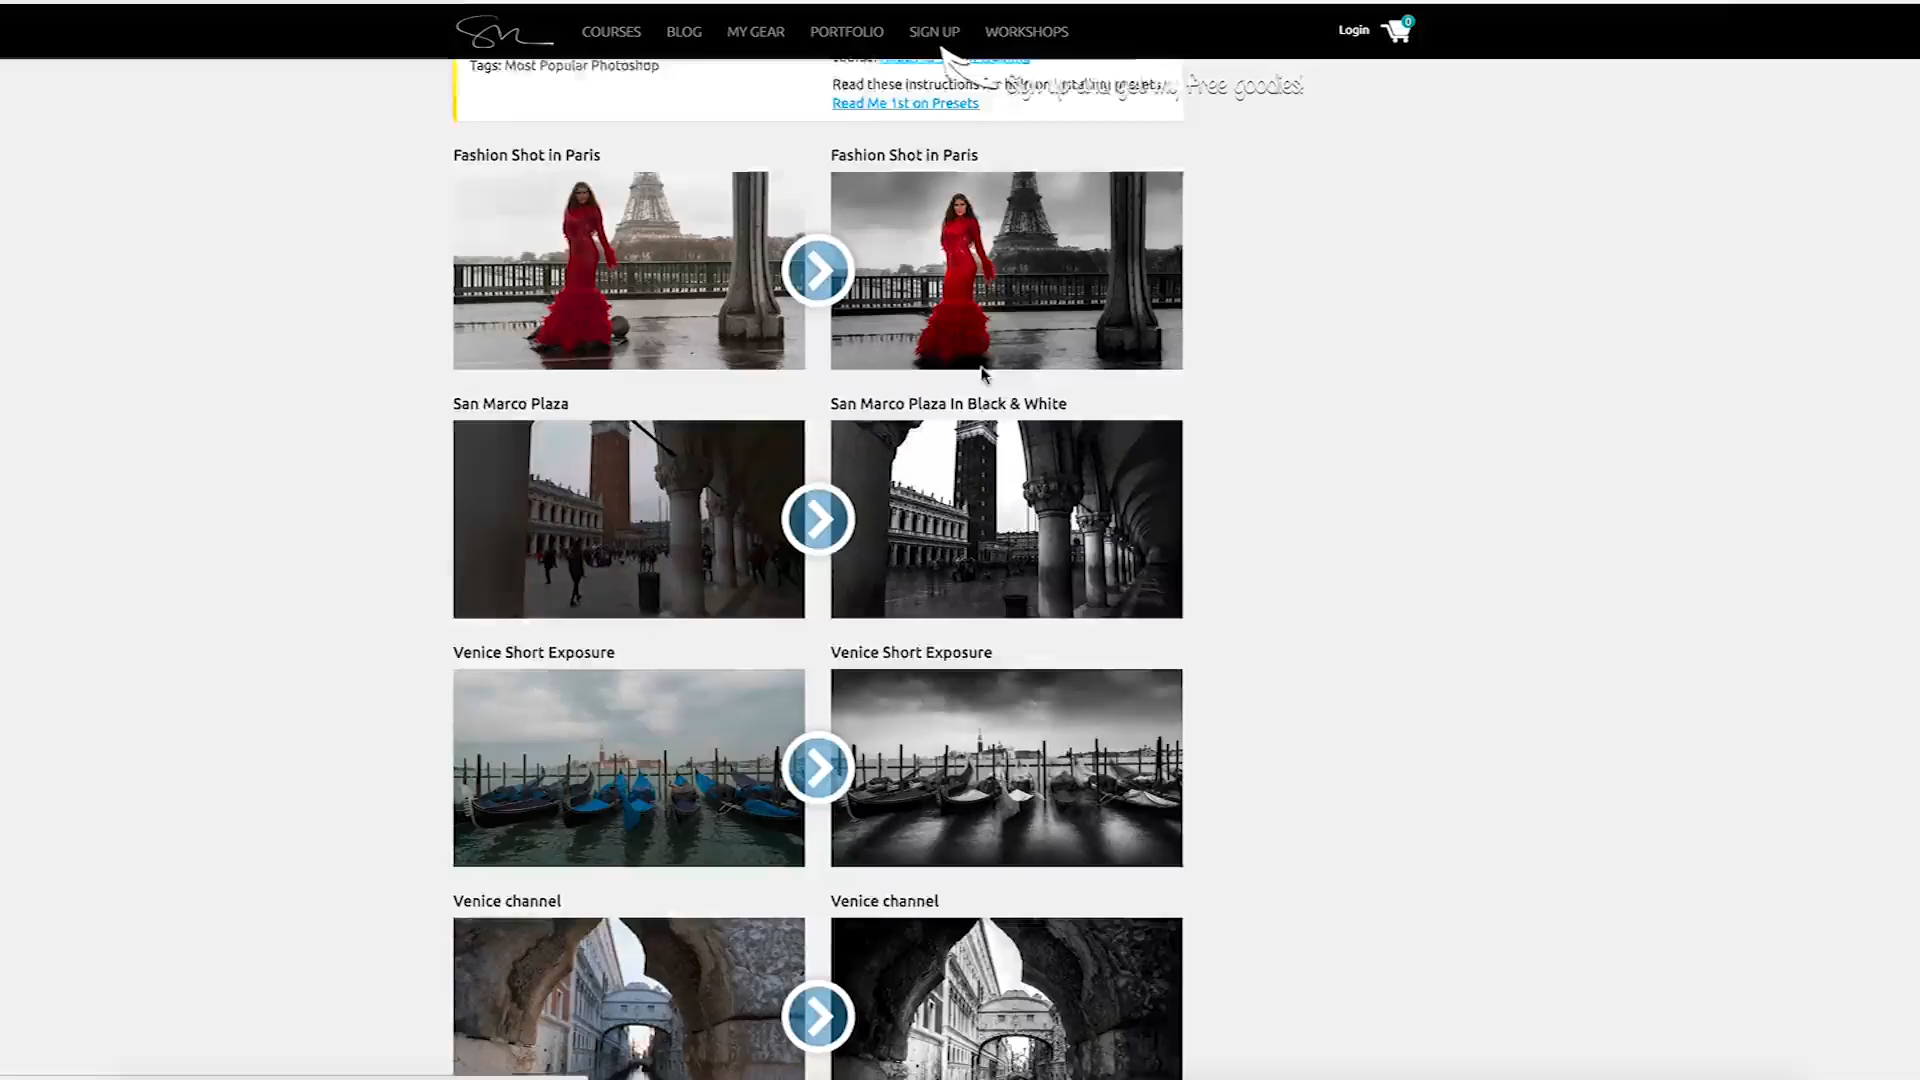 COURSES BLOG MY GEAR PORTFOLIO SIGN UP WORKSHOPS Login 0
Tags: Most Popular Photoshop
Read these instructions
free goodies!
Read Me 1st on Presets
Fashion Shot in Paris Fashion Shot in Paris
San Marco Plaza San Marco Plaza In Black & White
Venice Short Exposure Venice Short Exposure
Venice channel Venice channel